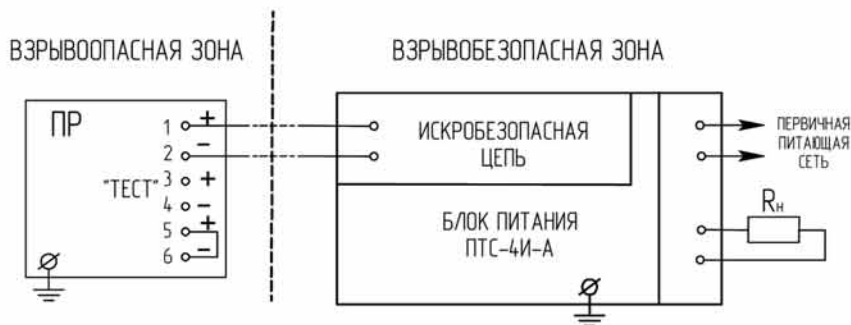 ВЗРЫВООПАСНАЯ ЗОНА
ВЗРЫВОБЕЗОПАСНАЯ ЗОНА
ПР
1 +
2 −
"ТЕСТ" 3 +
4 −
5 +
6 −
ИСКРОБЕЗОПАСНАЯ
ЦЕПЬ
БЛОК ПИТАНИЯ
ПТС-4И-А
ПЕРВИЧНАЯ
ПИТАЮЩАЯ
СЕТЬ
Rн